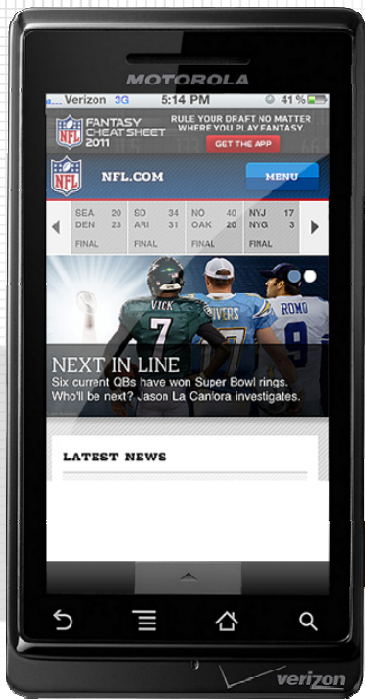 MOTOROLA
Verizon 3G 5:14 PM 41%
NFL
FANTASY
CHEAT SHEET
2011
RULE YOUR DRAFT NO MATTER
WHERE YOU PLAY FANTASY
GET THE APP
NFL
NFL.COM
MENU
SEA 20 SD 34 NO 40 NYJ 17
DEN 23 ARI 31 OAK 20 NYG 3
FINAL FINAL FINAL FINAL
VICK
7
IVERS
ROMO
9
NEXT IN LINE
Six current QBs have won Super Bowl rings.
Who'll be next? Jason La Canfora investigates.
LATEST NEWS
verizon